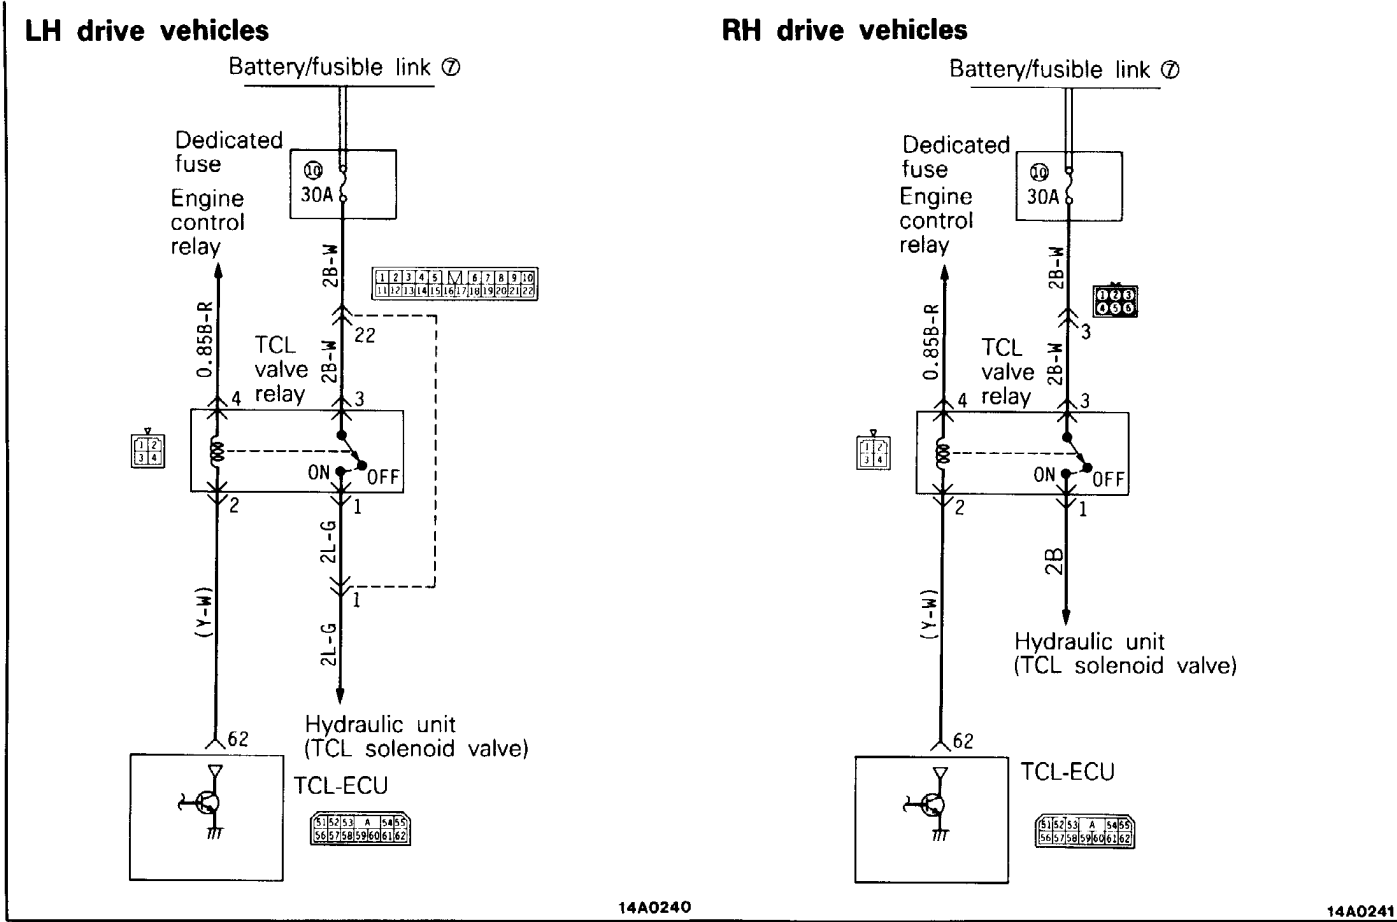 LH drive vehicles
Battery/fusible link ⑦
Dedicated
fuse
⑩
30A
Engine
control
relay
2B-W
1 2 3 4 5 6 7 8 9 10
11 12 13 14 15 16 17 18 19 20 21 22
0.85B-R
22
TCL
valve
relay
2B-W
4
3
1 2
3 4
ON
OFF
2
1
2L-G
(Y-W)
1
2L-G
Hydraulic unit
(TCL solenoid valve)
62
TCL-ECU
51 52 53 A 54 55
56 57 58 59 60 61 62
14A0240
RH drive vehicles
Battery/fusible link ⑦
Dedicated
fuse
⑩
30A
Engine
control
relay
2B-W
1 2 3
4 5 6
0.85B-R
3
TCL
valve
relay
2B-W
4
3
1 2
3 4
ON
OFF
2
1
2B
(Y-W)
Hydraulic unit
(TCL solenoid valve)
62
TCL-ECU
51 52 53 A 54 55
56 57 58 59 60 61 62
14A0241